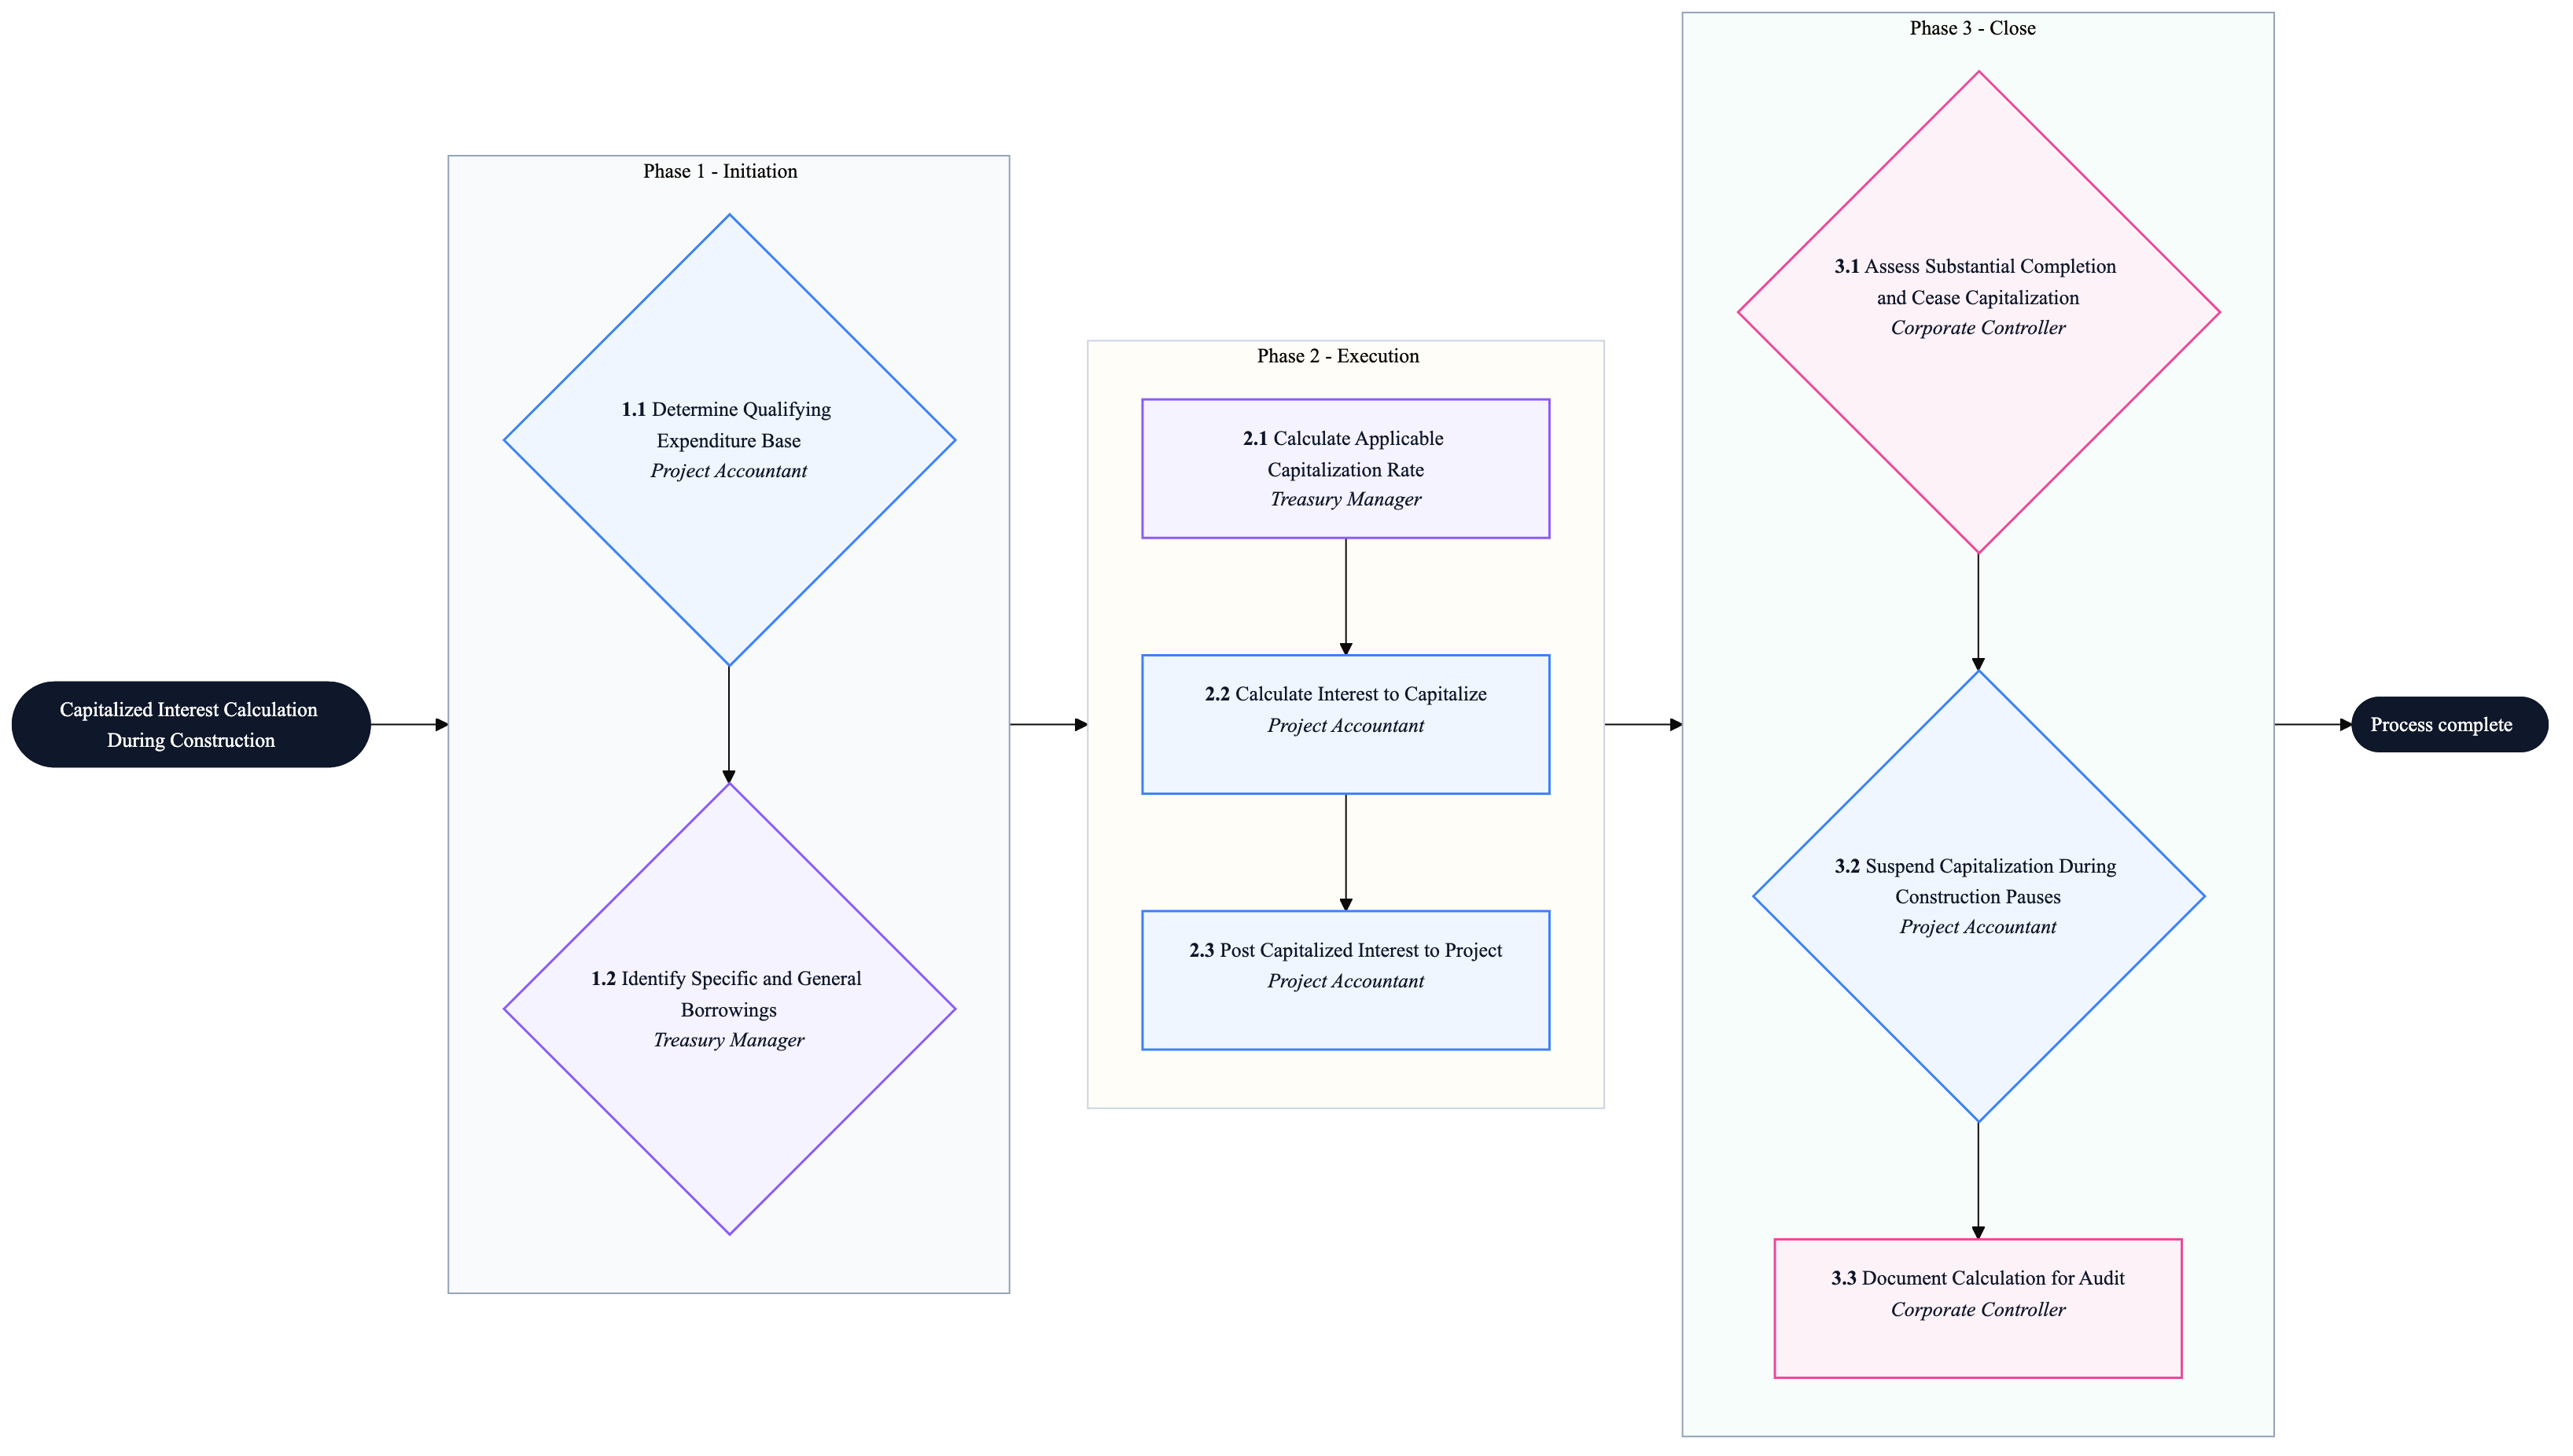 Capitalized Interest Calculation
During Construction
Phase 1 - Initiation
1.1 Determine Qualifying
Expenditure Base
Project Accountant
1.2 Identify Specific and General
Borrowings
Treasury Manager
Phase 2 - Execution
2.1 Calculate Applicable
Capitalization Rate
Treasury Manager
2.2 Calculate Interest to Capitalize
Project Accountant
2.3 Post Capitalized Interest to Project
Project Accountant
Phase 3 - Close
3.1 Assess Substantial Completion
and Cease Capitalization
Corporate Controller
3.2 Suspend Capitalization During
Construction Pauses
Project Accountant
3.3 Document Calculation for Audit
Corporate Controller
Process complete